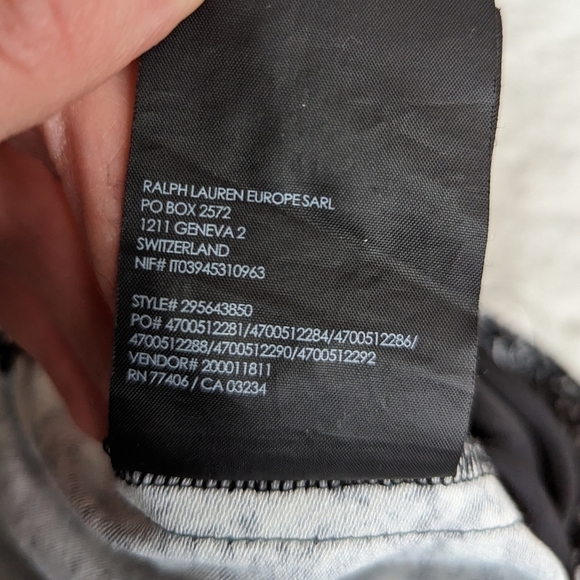 RALPH LAUREN EUROPE SARL
PO BOX 2572
1211 GENEVA 2
SWITZERLAND
NIF# IT03945310963
STYLE# 295643850
PO# 4700512281/4700512284/4700512286/
4700512288/4700512290/4700512292
VENDOR# 200011811
RN 77406 / CA 03234